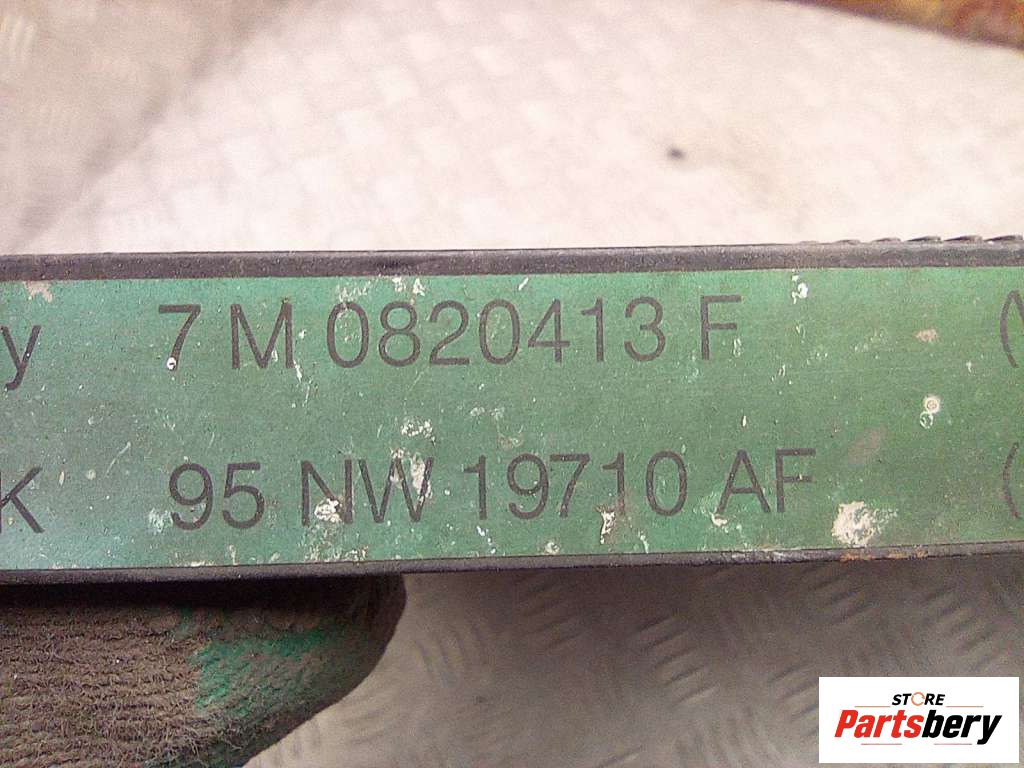 y 7 M 0820413 F (
K 95 NW 19710 AF (
STORE
Partsbery